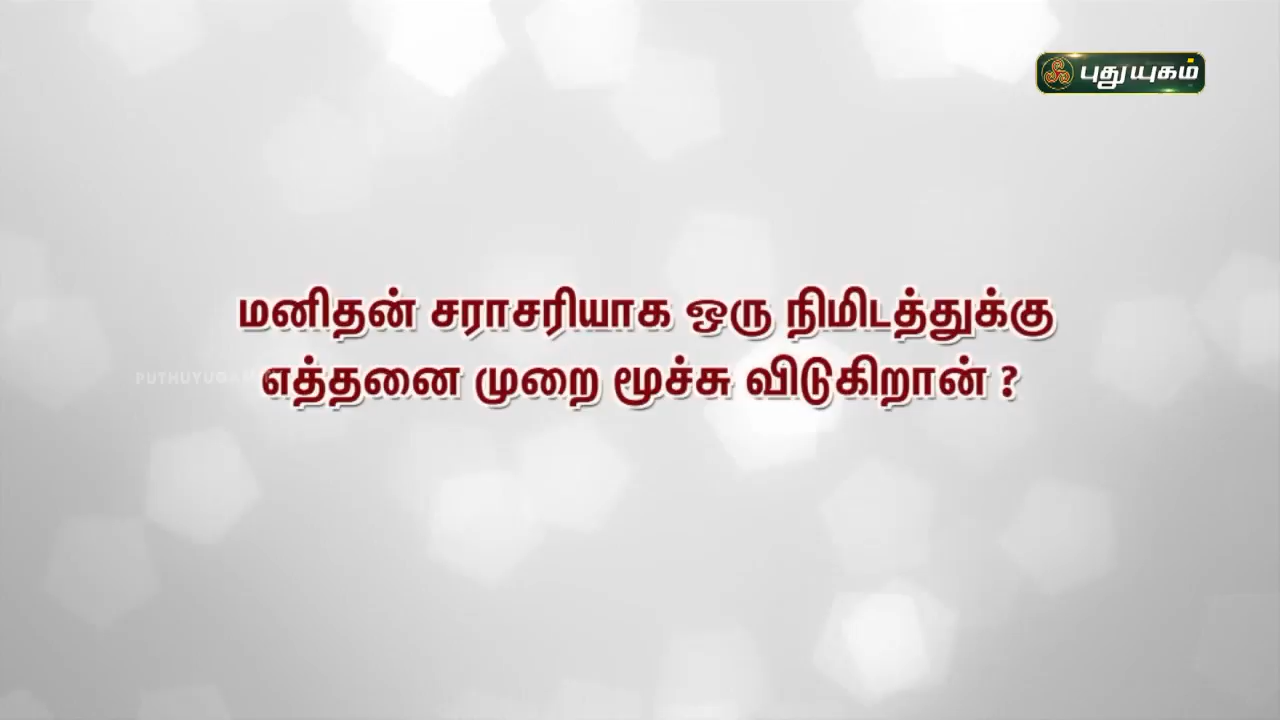 புதுயுகம்
மனிதன் சராசரியாக ஒரு நிமிடத்துக்கு
எத்தனை முறை மூச்சு விடுகிறான் ?